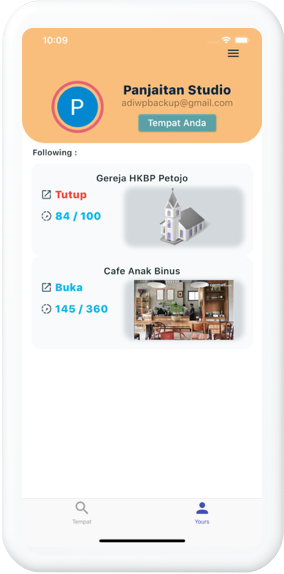 10:09
P
Panjaitan Studio
adiwpbackup@gmail.com
Tempat Anda
Following :
Gereja HKBP Petojo
Tutup
84 / 100
Cafe Anak Binus
Buka
145 / 360
Tempat
Yours